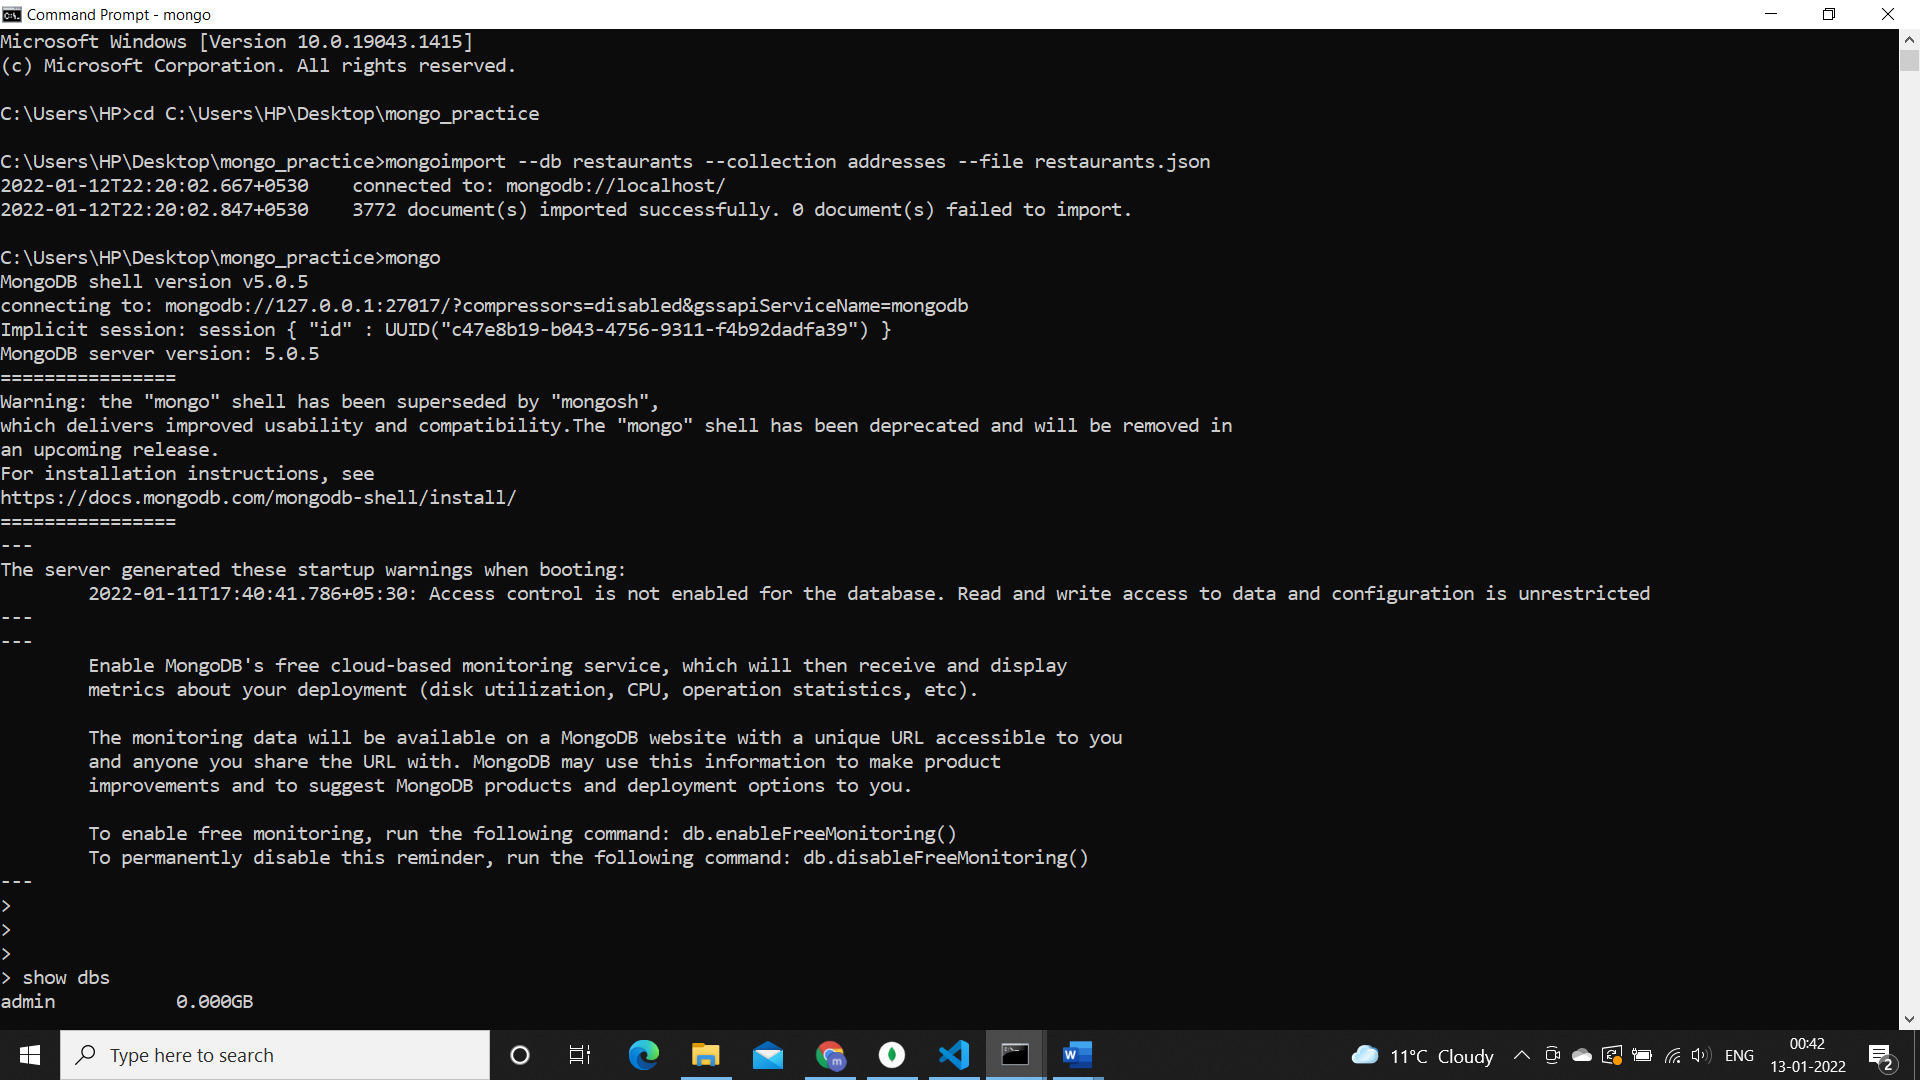 Command Prompt - mongo
Microsoft Windows [Version 10.0.19043.1415]
(c) Microsoft Corporation. All rights reserved.
C:\Users\HP>cd C:\Users\HP\Desktop\mongo_practice
C:\Users\HP\Desktop\mongo_practice>mongoimport --db restaurants --collection addresses --file restaurants.json
2022-01-12T22:20:02.667+0530    connected to: mongodb://localhost/
2022-01-12T22:20:02.847+0530    3772 document(s) imported successfully. 0 document(s) failed to import.
C:\Users\HP\Desktop\mongo_practice>mongo
MongoDB shell version v5.0.5
connecting to: mongodb://127.0.0.1:27017/?compressors=disabled&gssapiServiceName=mongodb
Implicit session: session { "id" : UUID("c47e8b19-b043-4756-9311-f4b92dadfa39") }
MongoDB server version: 5.0.5
================
Warning: the "mongo" shell has been superseded by "mongosh",
which delivers improved usability and compatibility.The "mongo" shell has been deprecated and will be removed in
an upcoming release.
For installation instructions, see
https://docs.mongodb.com/mongodb-shell/install/
================
---
The server generated these startup warnings when booting:
        2022-01-11T17:40:41.786+05:30: Access control is not enabled for the database. Read and write access to data and configuration is unrestricted
---
---
        Enable MongoDB's free cloud-based monitoring service, which will then receive and display
        metrics about your deployment (disk utilization, CPU, operation statistics, etc).
        The monitoring data will be available on a MongoDB website with a unique URL accessible to you
        and anyone you share the URL with. MongoDB may use this information to make product
        improvements and to suggest MongoDB products and deployment options to you.
        To enable free monitoring, run the following command: db.enableFreeMonitoring()
        To permanently disable this reminder, run the following command: db.disableFreeMonitoring()
---
>
>
>
> show dbs
admin           0.000GB
Type here to search
11°C Cloudy
ENG
00:42
13-01-2022
2